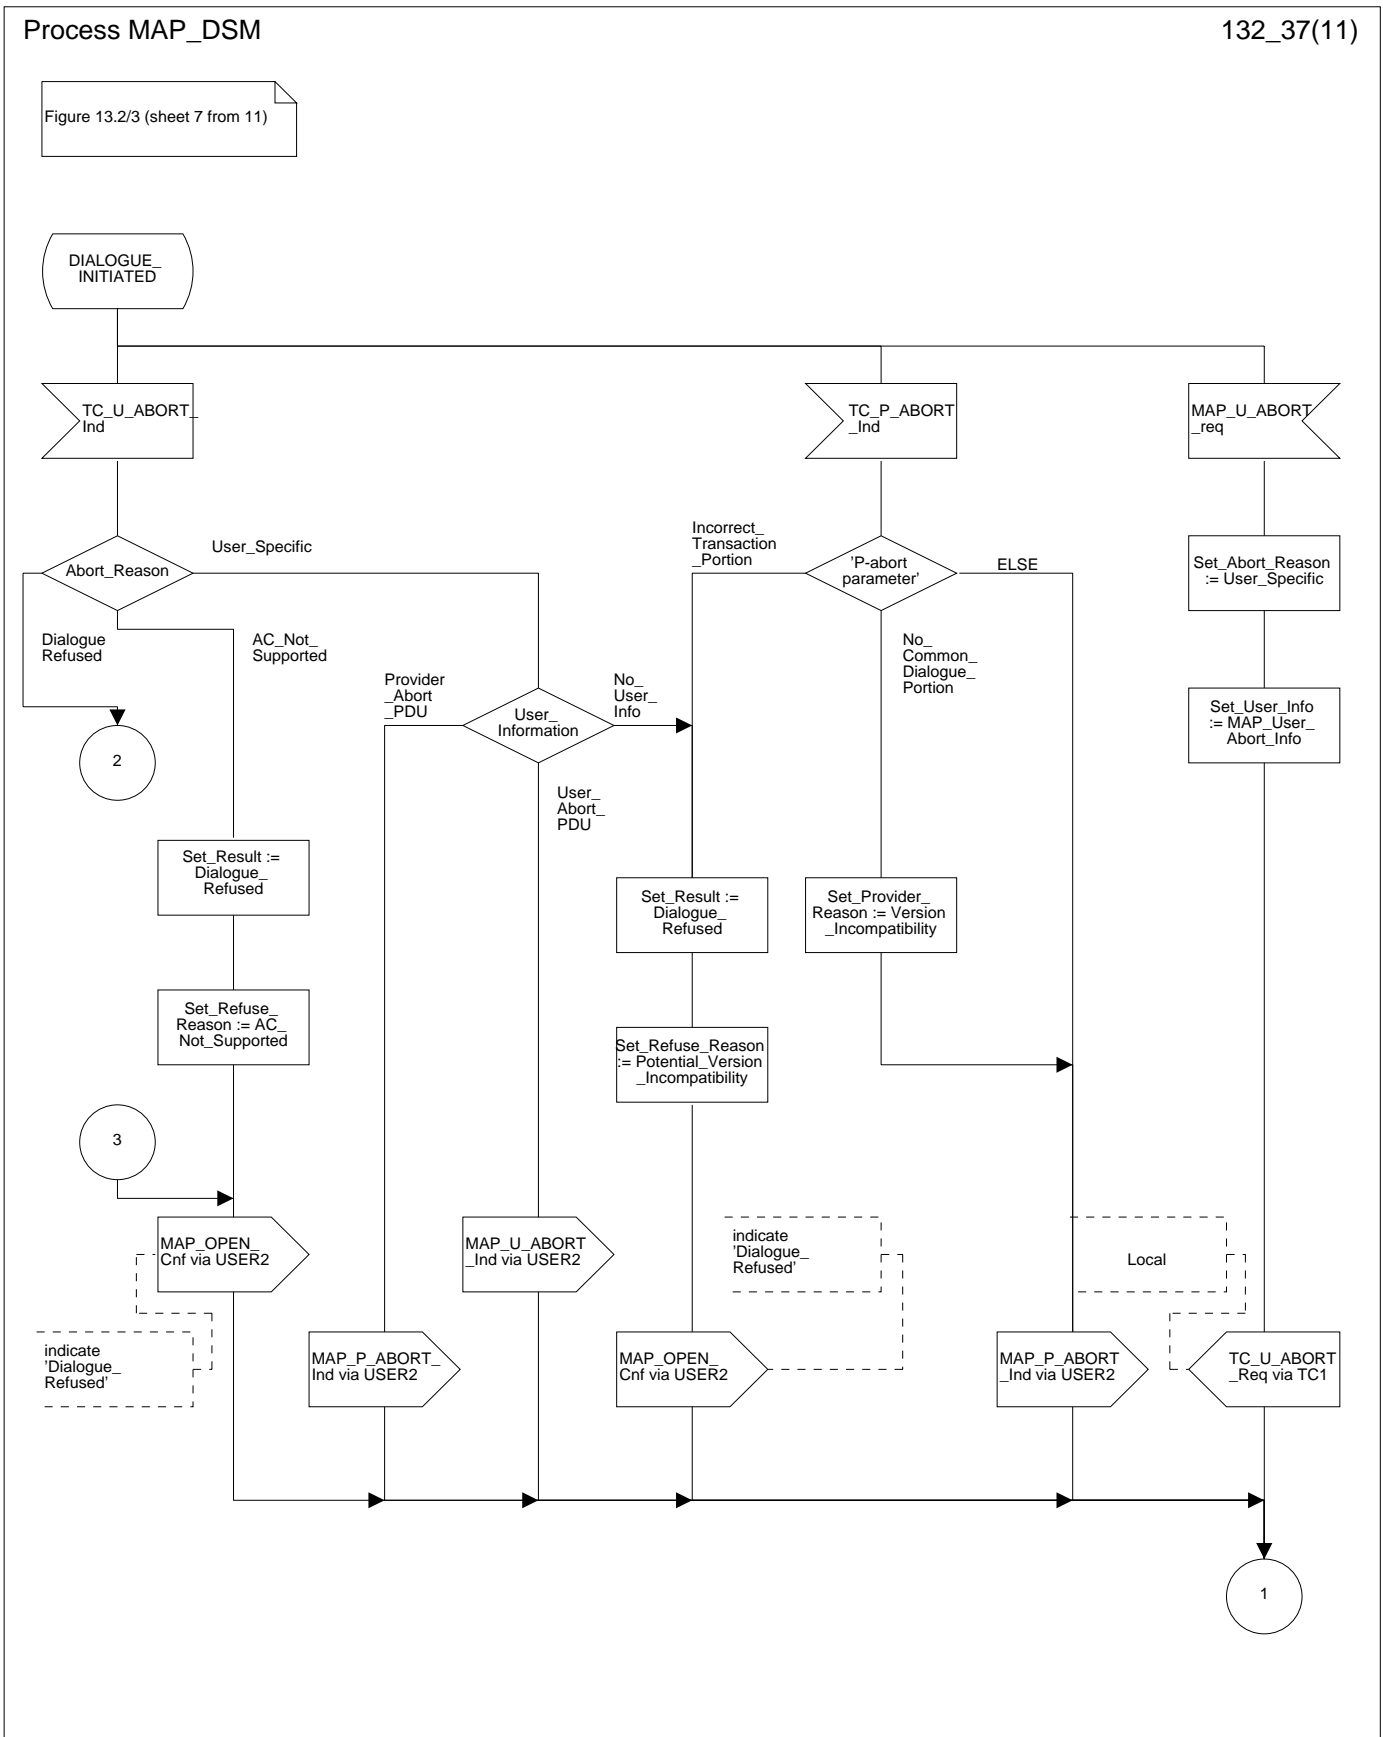 Process MAP_DSM
132_37(11)
Figure 13.2/3 (sheet 7 from 11)
DIALOGUE_
INITIATED
TC_U_ABORT_
Ind
TC_P_ABORT
_Ind
MAP_U_ABORT
_req
Abort_Reason
User_Specific
Dialogue
Refused
AC_Not_
Supported
Incorrect_
Transaction
_Portion
'P-abort
parameter'
ELSE
No_
Common_
Dialogue_
Portion
Set_Abort_Reason
:= User_Specific
Provider
_Abort
_PDU
User_
Information
No_
User_
Info
User_
Abort_
PDU
Set_User_Info
:= MAP_User_
Abort_Info
2
Set_Result :=
Dialogue_
Refused
Set_Result :=
Dialogue_
Refused
Set_Provider_
Reason := Version
_Incompatibility
Set_Refuse_
Reason := AC_
Not_Supported
Set_Refuse_Reason
:= Potential_Version
_Incompatibility
3
MAP_OPEN_
Cnf via USER2
MAP_U_ABORT
_Ind via USER2
indicate
'Dialogue_
Refused'
Local
indicate
'Dialogue_
Refused'
MAP_P_ABORT_
Ind via USER2
MAP_OPEN_
Cnf via USER2
MAP_P_ABORT
_Ind via USER2
TC_U_ABORT
_Req via TC1
1